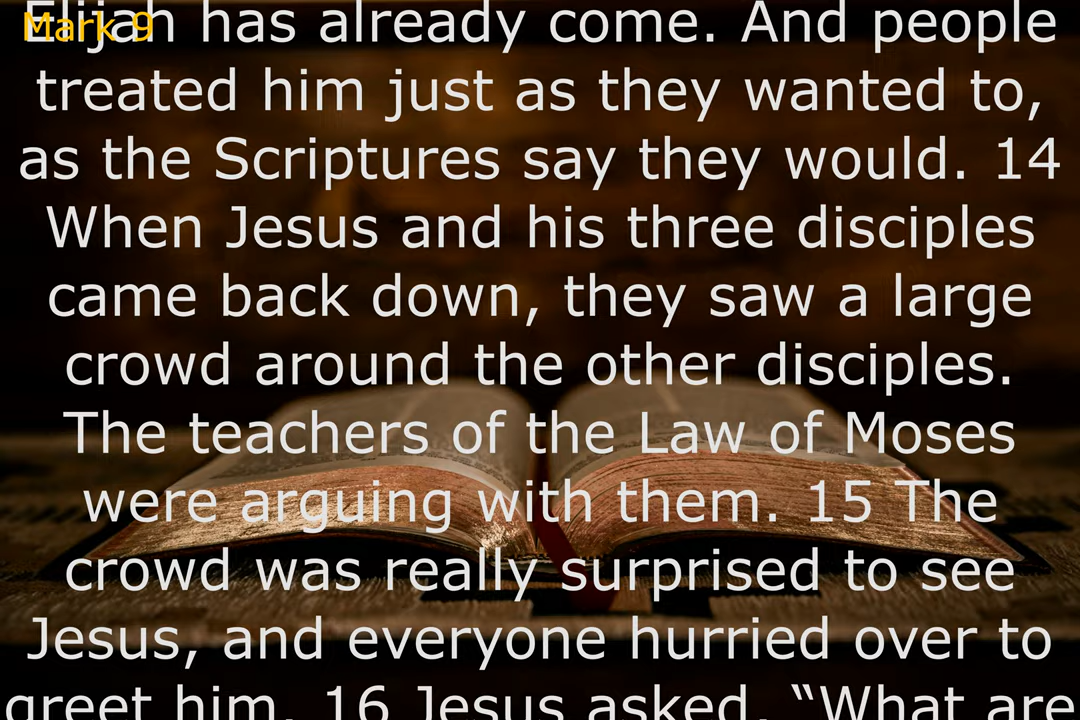 Mark 9
Elijah has already come. And people
treated him just as they wanted to,
as the Scriptures say they would. 14
When Jesus and his three disciples
came back down, they saw a large
crowd around the other disciples.
The teachers of the Law of Moses
were arguing with them. 15 The
crowd was really surprised to see
Jesus, and everyone hurried over to
greet him. 16 Jesus asked, “What are